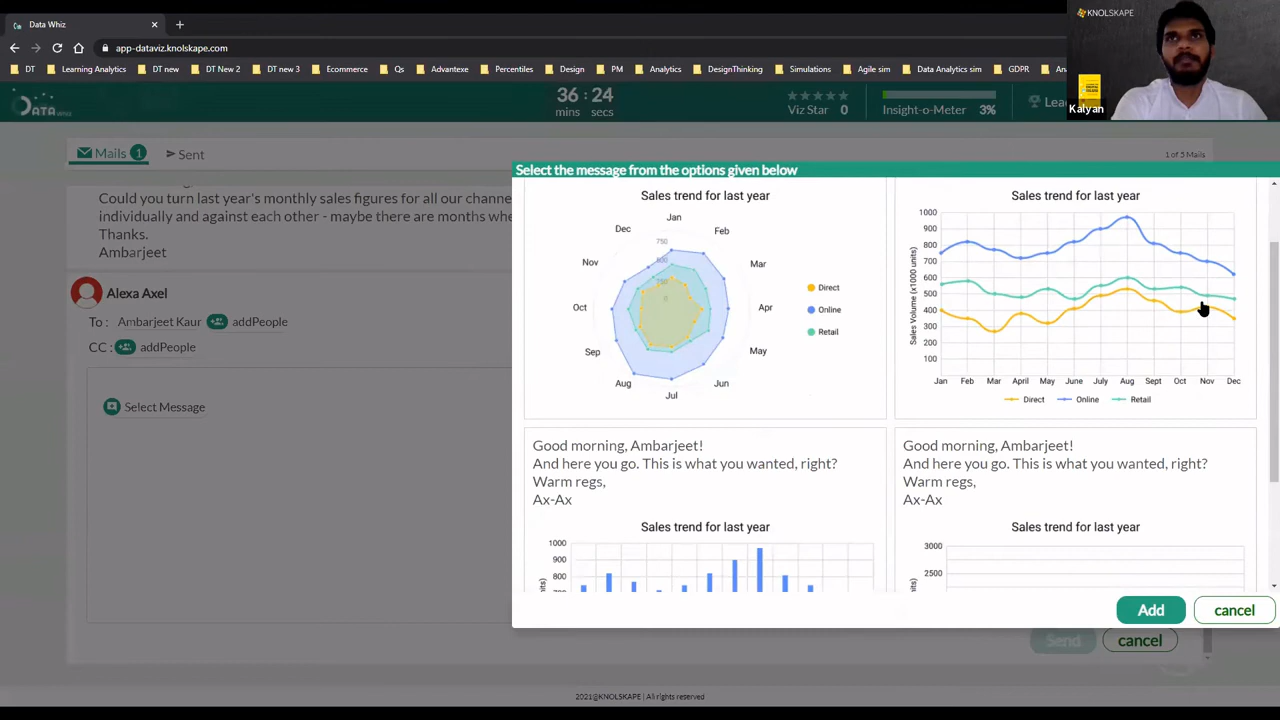 Data Whiz
KNOLSKAPE
app-dataviz.knolskape.com
DT
Learning Analytics
DT new
DT New 2
DT new 3
Ecommerce
Qs
Advantexe
Percentiles
Design
PM
Analytics
DesignThinking
Simulations
Agile sim
Data Analytics sim
GDPR
Kalyan
DATA WHIZ
36 : 24
mins secs
Viz Star 0
Insight-o-Meter 3%
Mails 1
Sent
1 of 5 Mails
Could you turn last year's monthly sales figures for all our channe
individually and against each other - maybe there are months whe
Thanks.
Ambarjeet
Alexa Axel
To : Ambarjeet Kaur addPeople
CC : addPeople
Select Message
Select the message from the options given below
Sales trend for last year
Jan
Feb
Mar
Apr
May
Jun
Jul
Aug
Sep
Oct
Nov
Dec
750
Direct
Online
Retail
Sales trend for last year
Sales Volume (x1000 units)
1000
900
800
700
600
500
400
300
200
100
Jan Feb Mar April May June July Aug Sept Oct Nov Dec
Direct Online Retail
Good morning, Ambarjeet!
And here you go. This is what you wanted, right?
Warm regs,
Ax-Ax
Sales trend for last year
1000
900
800
Good morning, Ambarjeet!
And here you go. This is what you wanted, right?
Warm regs,
Ax-Ax
Sales trend for last year
3000
2500
Add
cancel
Send
cancel
2021@KNOLSKAPE | All rights reserved